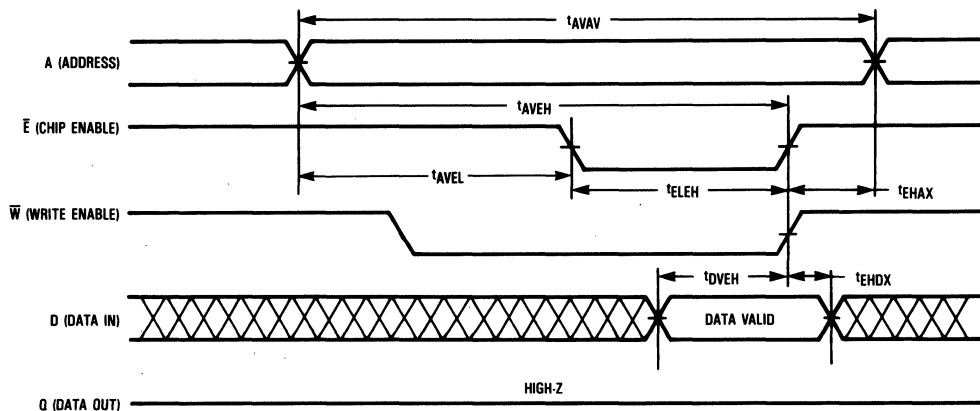 tAVAV
A (ADDRESS)
tAVEH
E̅ (CHIP ENABLE)
tAVEL
tELEH
tEHAX
W̅ (WRITE ENABLE)
tDVEH
tEHDX
D (DATA IN)
DATA VALID
HIGH-Z
Q (DATA OUT)